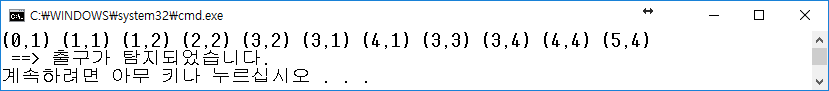 C:₩WINDOWS₩system32₩cmd.exe
(0,1) (1,1) (1,2) (2,2) (3,2) (3,1) (4,1) (3,3) (3,4) (4,4) (5,4)
==> 출구가 탐지되었습니다.
계속하려면 아무 키나 누르십시오 . . .